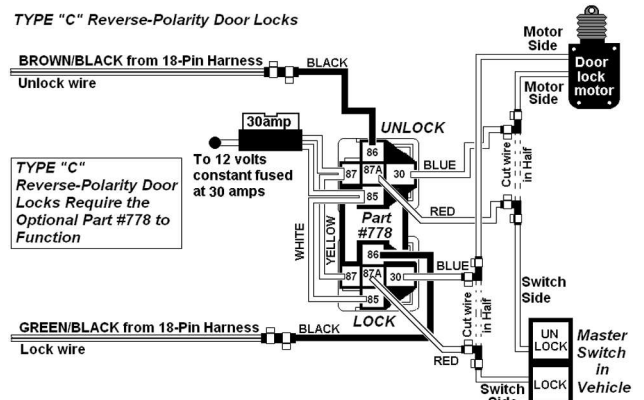 TYPE "C" Reverse-Polarity Door Locks
BROWN/BLACK from 18-Pin Harness
Unlock wire
BLACK
Motor
Side
Door
lock
motor
Motor
Side
30amp
UNLOCK
To 12 volts
constant fused
at 30 amps
86
87
87A
30
85
BLUE
Cut wire
in Half
TYPE "C"
Reverse-Polarity Door
Locks Require the
Optional Part #778 to
Function
RED
Part
#778
WHITE
YELLOW
86
87
87A
30
85
BLUE
LOCK
Cut wire
in Half
Switch
Side
GREEN/BLACK from 18-Pin Harness
Lock wire
BLACK
RED
UN
LOCK
LOCK
Master
Switch
in
Vehicle
Switch
Side